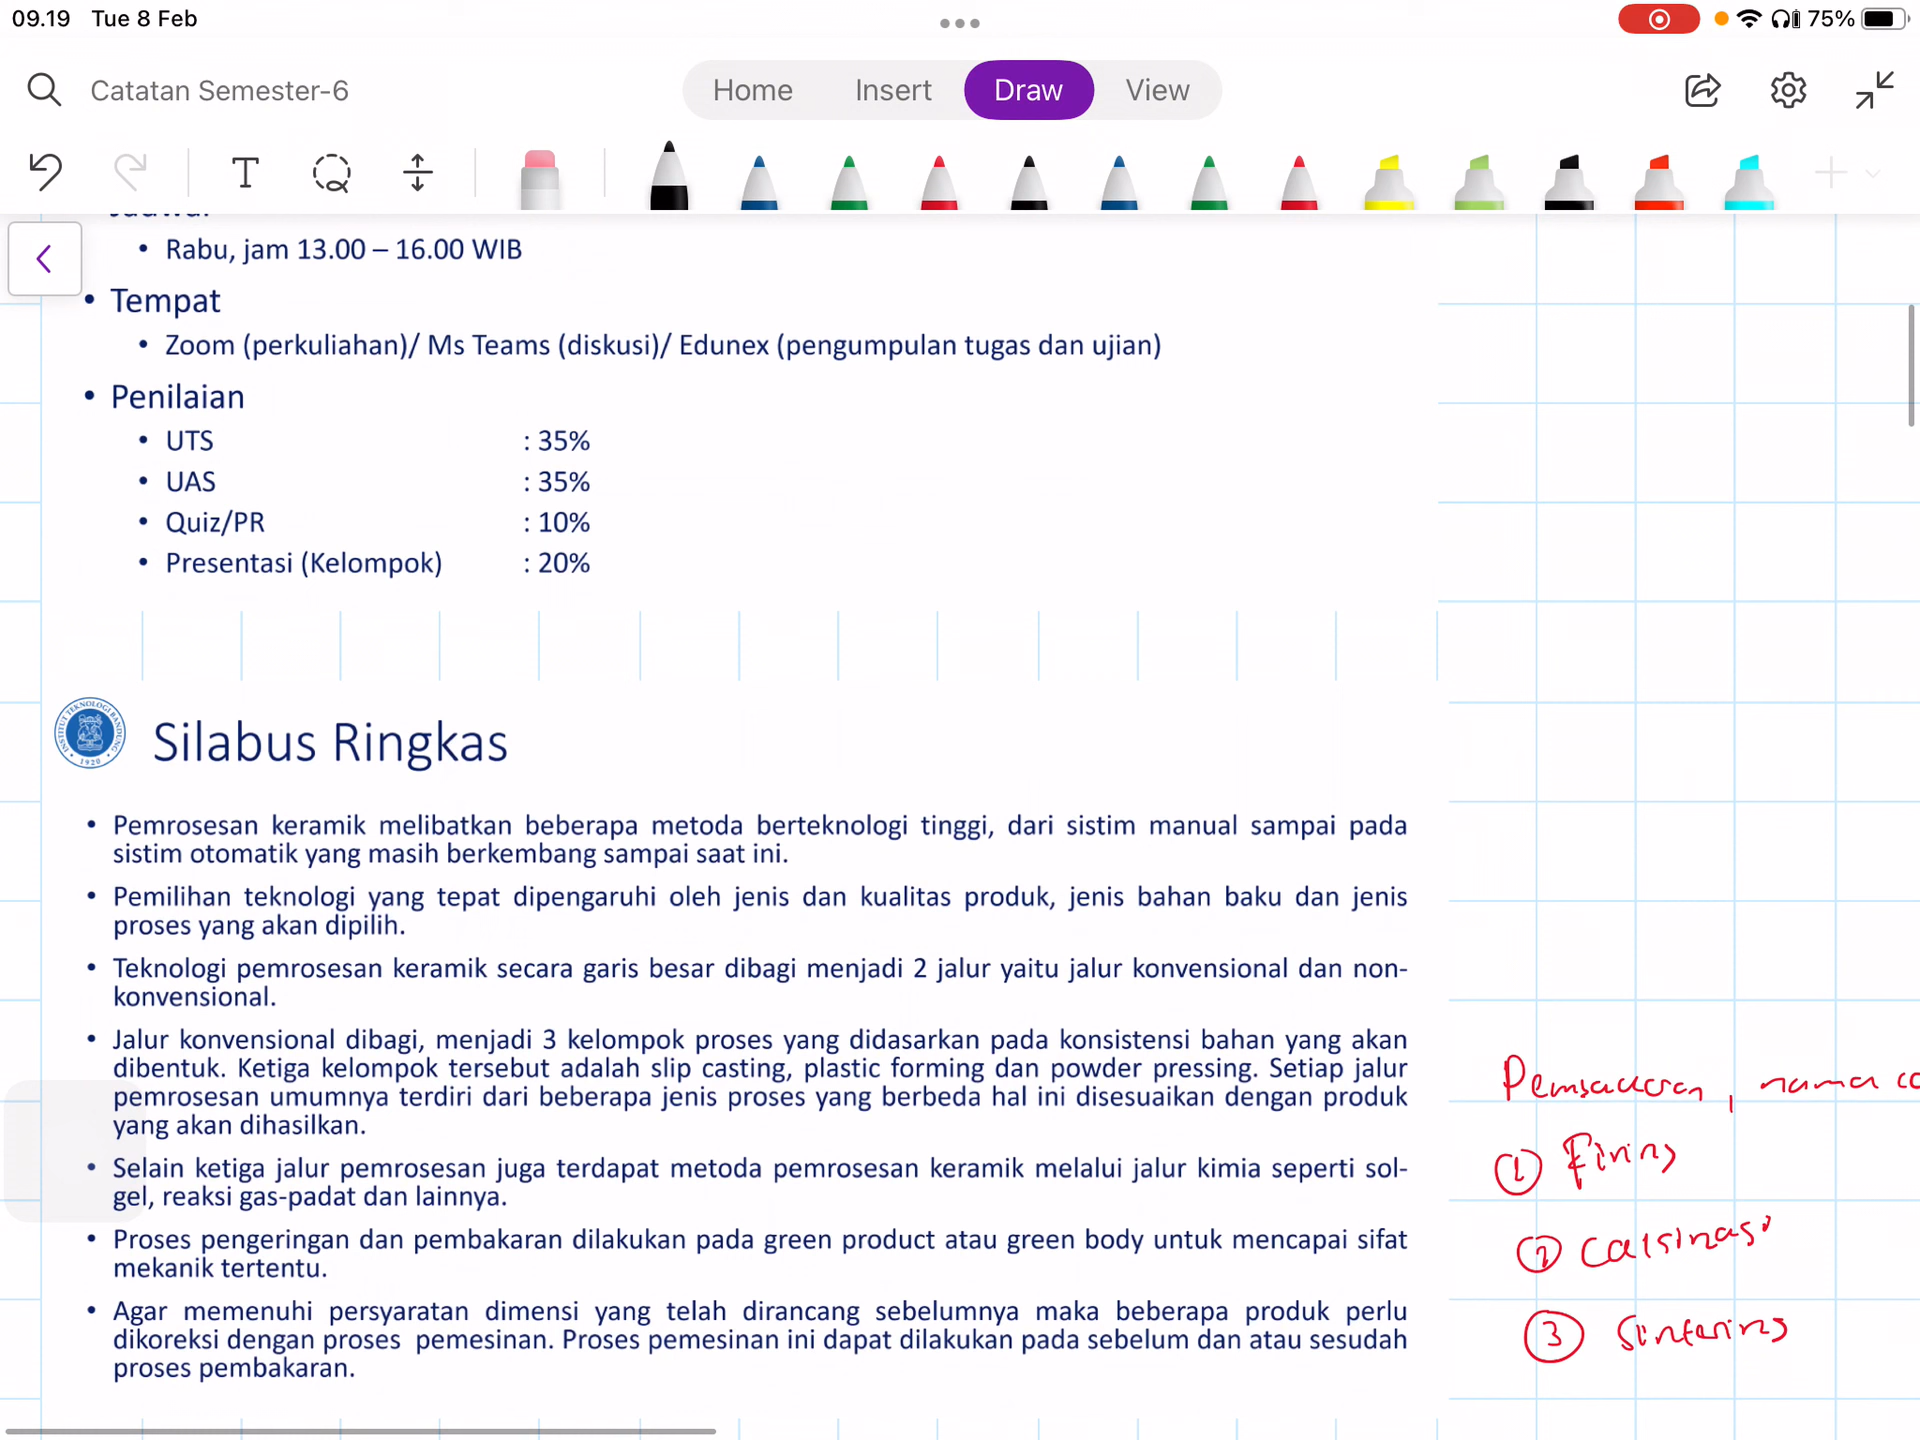 09.19 Tue 8 Feb
75%
Catatan Semester-6
Home Insert Draw View
T
• Rabu, jam 13.00 – 16.00 WIB
• Tempat
• Zoom (perkuliahan)/ Ms Teams (diskusi)/ Edunex (pengumpulan tugas dan ujian)
• Penilaian
• UTS : 35%
• UAS : 35%
• Quiz/PR : 10%
• Presentasi (Kelompok) : 20%
INSTITUT TEKNOLOGI BANDUNG
1920
Silabus Ringkas
• Pemrosesan keramik melibatkan beberapa metoda berteknologi tinggi, dari sistim manual sampai pada
sistim otomatik yang masih berkembang sampai saat ini.
• Pemilihan teknologi yang tepat dipengaruhi oleh jenis dan kualitas produk, jenis bahan baku dan jenis
proses yang akan dipilih.
• Teknologi pemrosesan keramik secara garis besar dibagi menjadi 2 jalur yaitu jalur konvensional dan non-
konvensional.
• Jalur konvensional dibagi, menjadi 3 kelompok proses yang didasarkan pada konsistensi bahan yang akan
dibentuk. Ketiga kelompok tersebut adalah slip casting, plastic forming dan powder pressing. Setiap jalur
pemrosesan umumnya terdiri dari beberapa jenis proses yang berbeda hal ini disesuaikan dengan produk
yang akan dihasilkan.
• Selain ketiga jalur pemrosesan juga terdapat metoda pemrosesan keramik melalui jalur kimia seperti sol-
gel, reaksi gas-padat dan lainnya.
• Proses pengeringan dan pembakaran dilakukan pada green product atau green body untuk mencapai sifat
mekanik tertentu.
• Agar memenuhi persyaratan dimensi yang telah dirancang sebelumnya maka beberapa produk perlu
dikoreksi dengan proses pemesinan. Proses pemesinan ini dapat dilakukan pada sebelum dan atau sesudah
proses pembakaran.
, nama
① Firing
② Calsinasi
③ Sintering